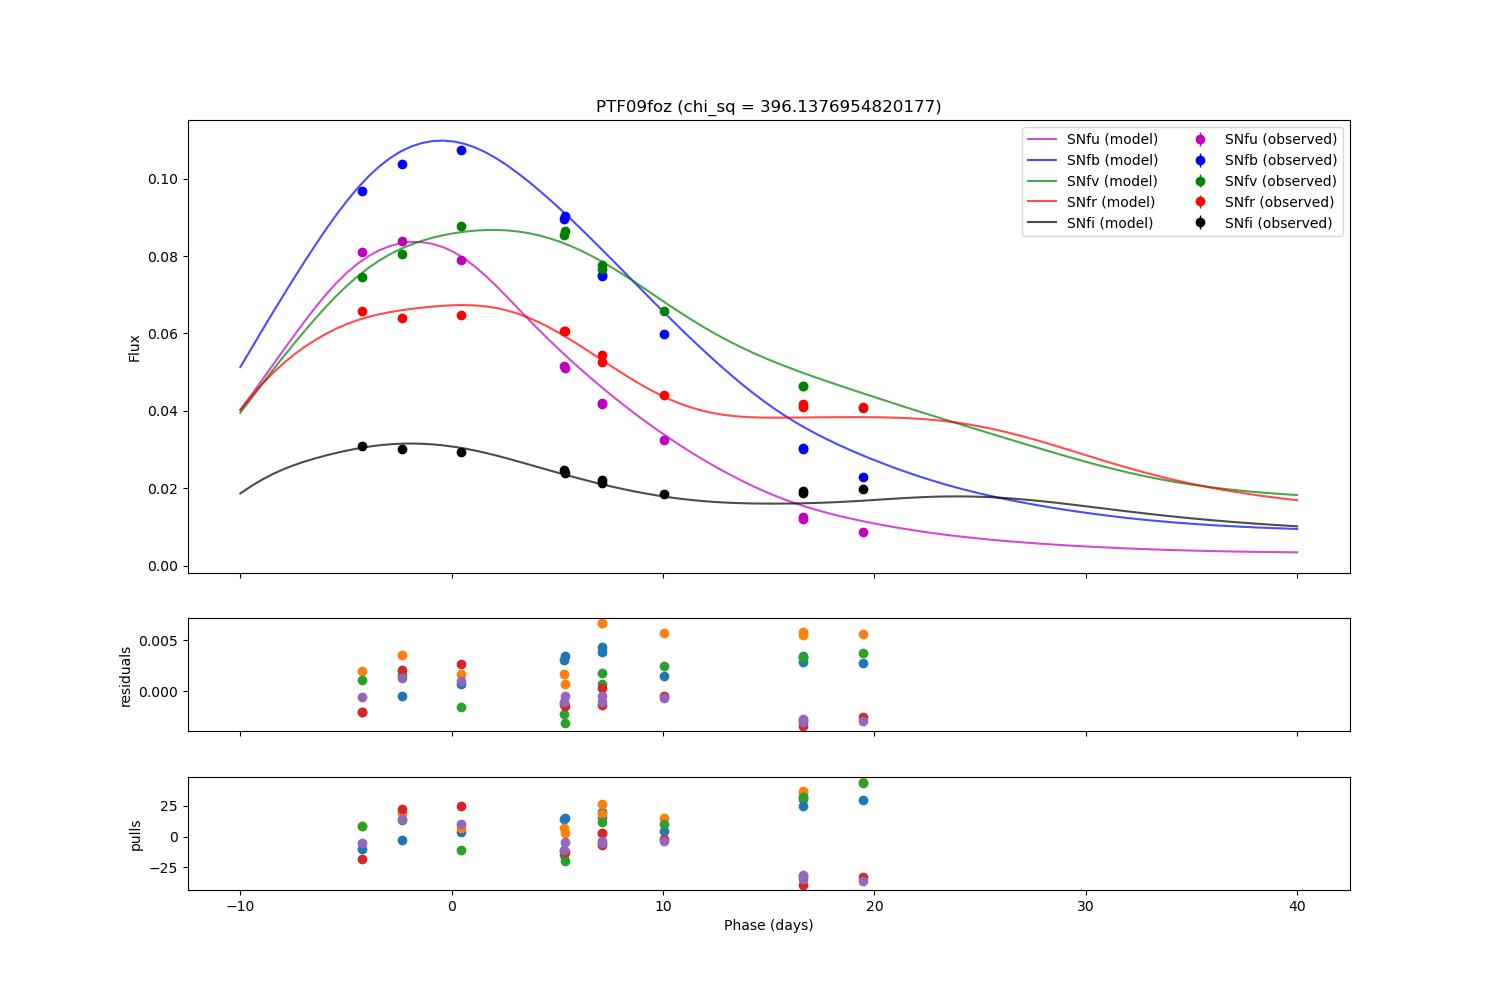 PTF09foz (chi_sq = 396.1376954820177)
Flux
0.10
0.08
0.06
0.04
0.02
0.00
SNfu (model)
SNfb (model)
SNfv (model)
SNfr (model)
SNfi (model)
SNfu (observed)
SNfb (observed)
SNfv (observed)
SNfr (observed)
SNfi (observed)
residuals
0.005
0.000
pulls
25
0
−25
−10
0
10
20
30
40
Phase (days)